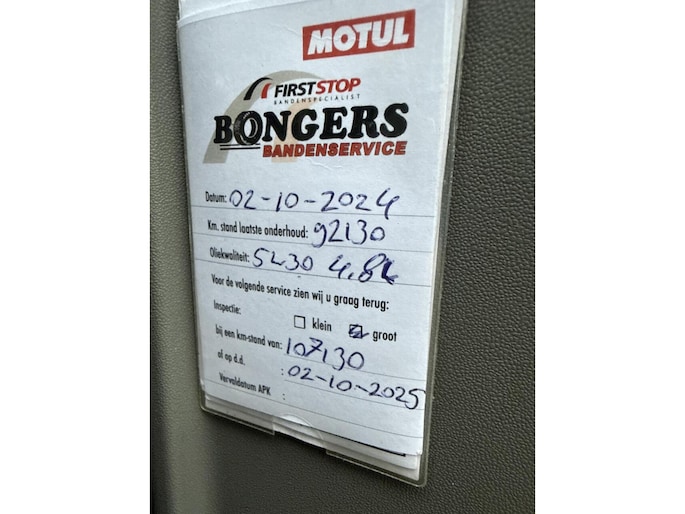 MOTUL
FIRSTSTOP
BANDENSPECIALIST
BONGERS
BANDENSERVICE
Datum: 02-10-2024
Km. stand laatste onderhoud: 92130
Oliekwaliteit: 5W30 4.8L
Voor de volgende service zien wij u graag terug:
Inspectie: klein groot
bij een km-stand van: 107130
of op d.d. : 02-10-2025
Vervaldatum APK :